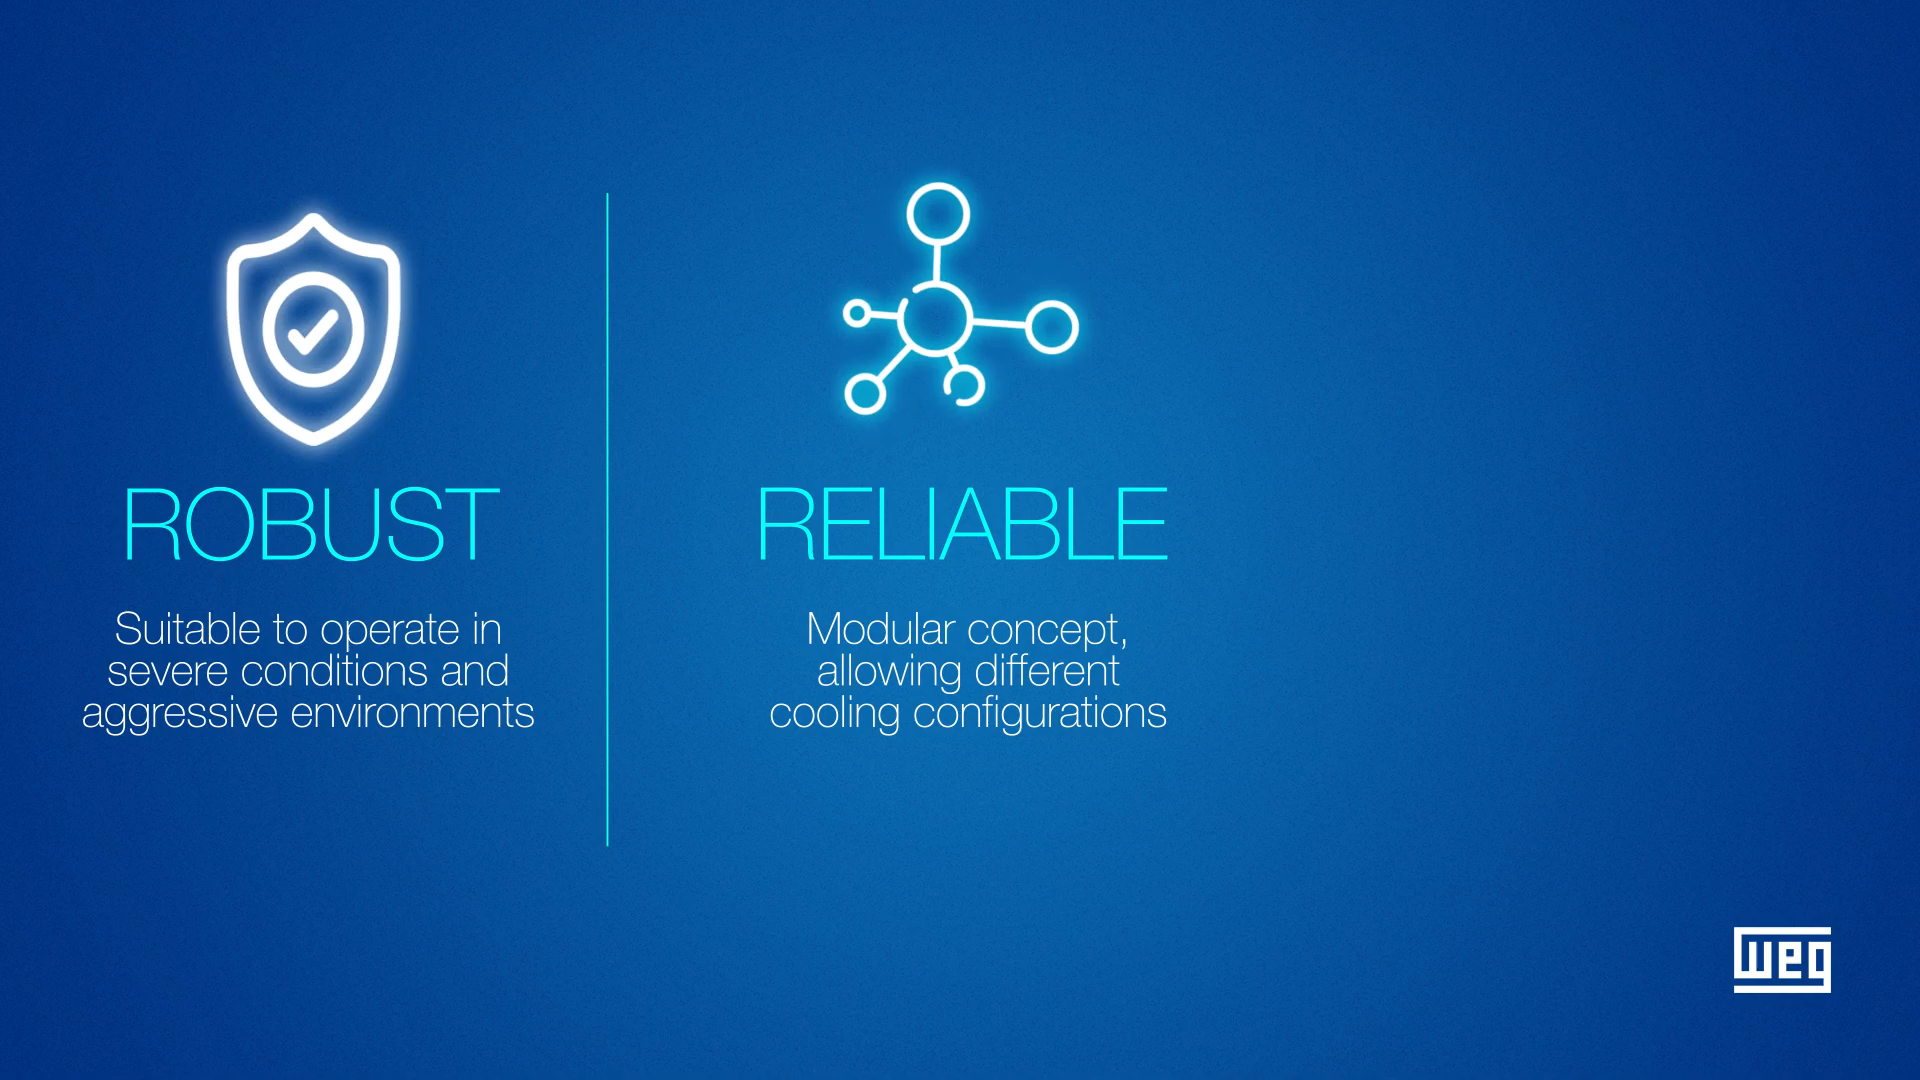 ROBUST
Suitable to operate in
severe conditions and
aggressive environments
RELIABLE
Modular concept,
allowing different
cooling configurations
weg